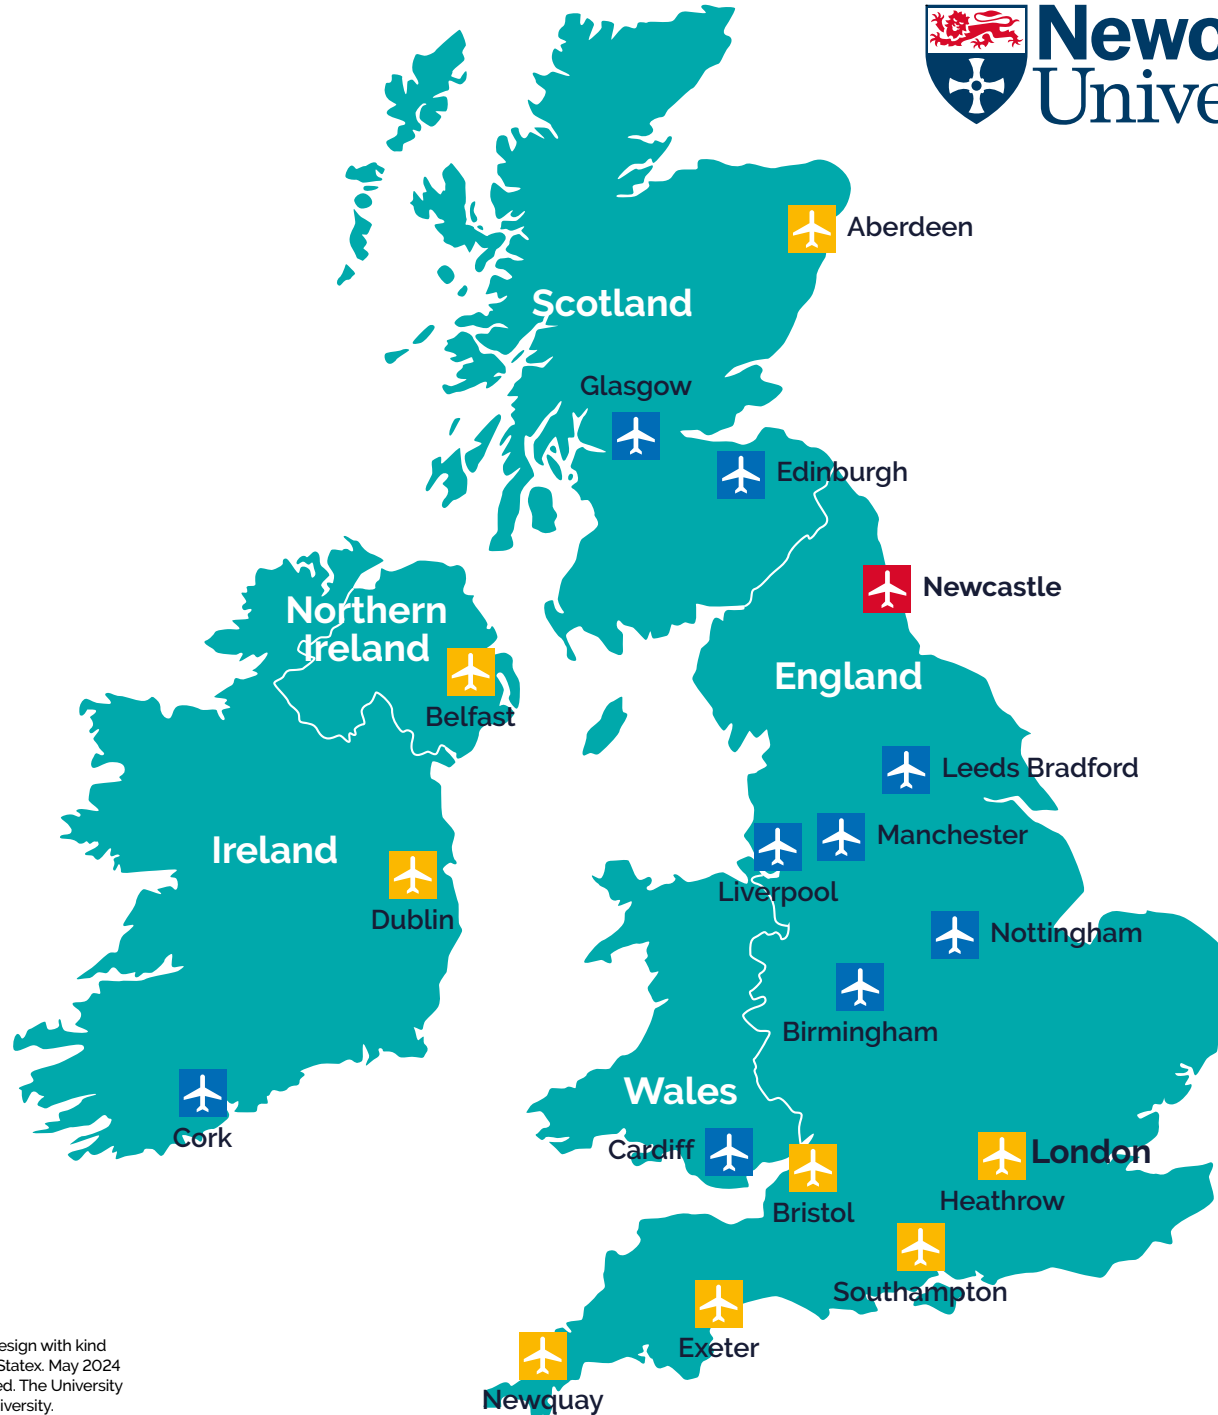 Newc
Unive
Aberdeen
Scotland
Glasgow
Edinburgh
Newcastle
Northern
Ireland
England
Belfast
Leeds Bradford
Manchester
Ireland
Liverpool
Dublin
Nottingham
Birmingham
Wales
Cork
Cardiff
London
Heathrow
Bristol
Southampton
Exeter
Newquay
esign with kind
Statex. May 2024
ed. The University
iversity.